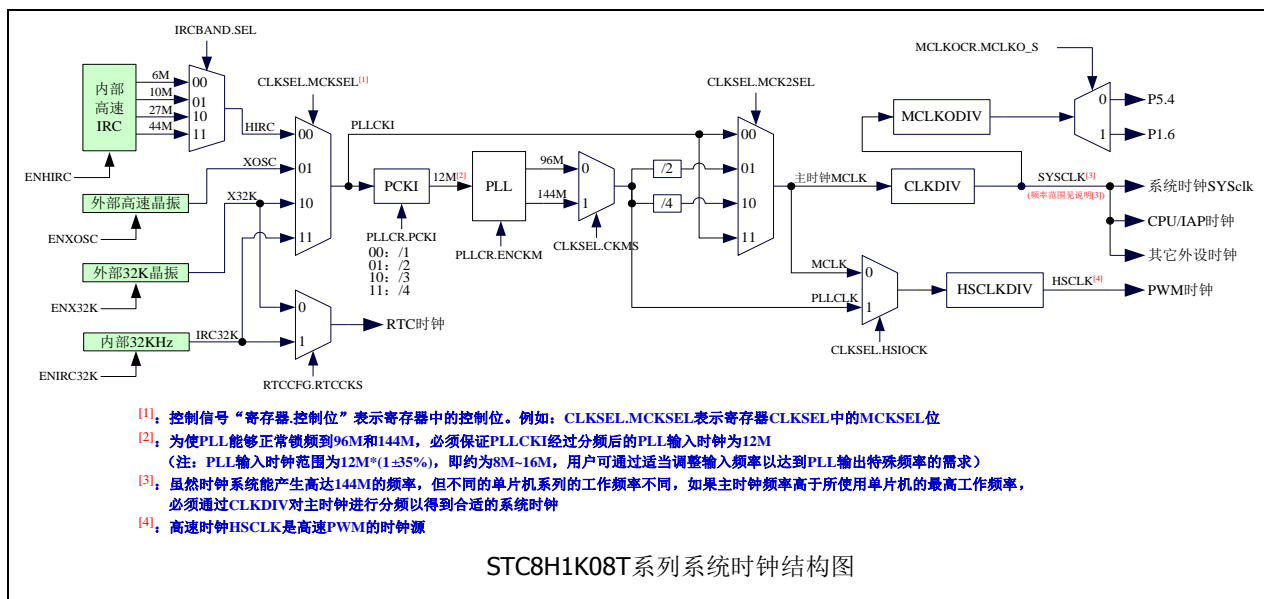 IRCBAND.SEL
内部
高速
IRC
6M
10M
27M
44M
00
01
10
11
HIRC
ENHIRC
CLKSEL.MCKSEL[1]
00
01
10
11
XOSC
外部高速晶振
ENXOSC
X32K
外部32K晶振
ENX32K
内部32KHz
IRC32K
ENIRC32K
0
1
RTC时钟
RTCCFG.RTCCKS
PLLCKI
PCKI
PLLCR.PCKI
00：/1
01：/2
10：/3
11：/4
12M[2]
PLL
PLLCR.ENCKM
96M
144M
0
1
CLKSEL.CKMS
/2
/4
CLKSEL.MCK2SEL
00
01
10
11
主时钟MCLK
CLKDIV
MCLKODIV
MCLKOCR.MCLKO_S
0
1
P5.4
P1.6
SYSCLK[3]
(频率范围见说明[3])
系统时钟SYSclk
CPU/IAP时钟
其它外设时钟
MCLK
PLLCLK
0
1
CLKSEL.HSIOCK
HSCLKDIV
HSCLK[4]
PWM时钟
[1]：控制信号“寄存器.控制位”表示寄存器中的控制位。例如：CLKSEL.MCKSEL表示寄存器CLKSEL中的MCKSEL位
[2]：为使PLL能够正常锁频到96M和144M，必须保证PLLCKI经过分频后的PLL输入时钟为12M
（注：PLL输入时钟范围为12M*(1±35%)，即约为8M~16M，用户可通过适当调整输入频率以达到PLL输出特殊频率的需求）
[3]：虽然时钟系统能产生高达144M的频率，但不同的单片机系列的工作频率不同，如果主时钟频率高于所使用单片机的最高工作频率，
必须通过CLKDIV对主时钟进行分频以得到合适的系统时钟
[4]：高速时钟HSCLK是高速PWM的时钟源
STC8H1K08T系列系统时钟结构图